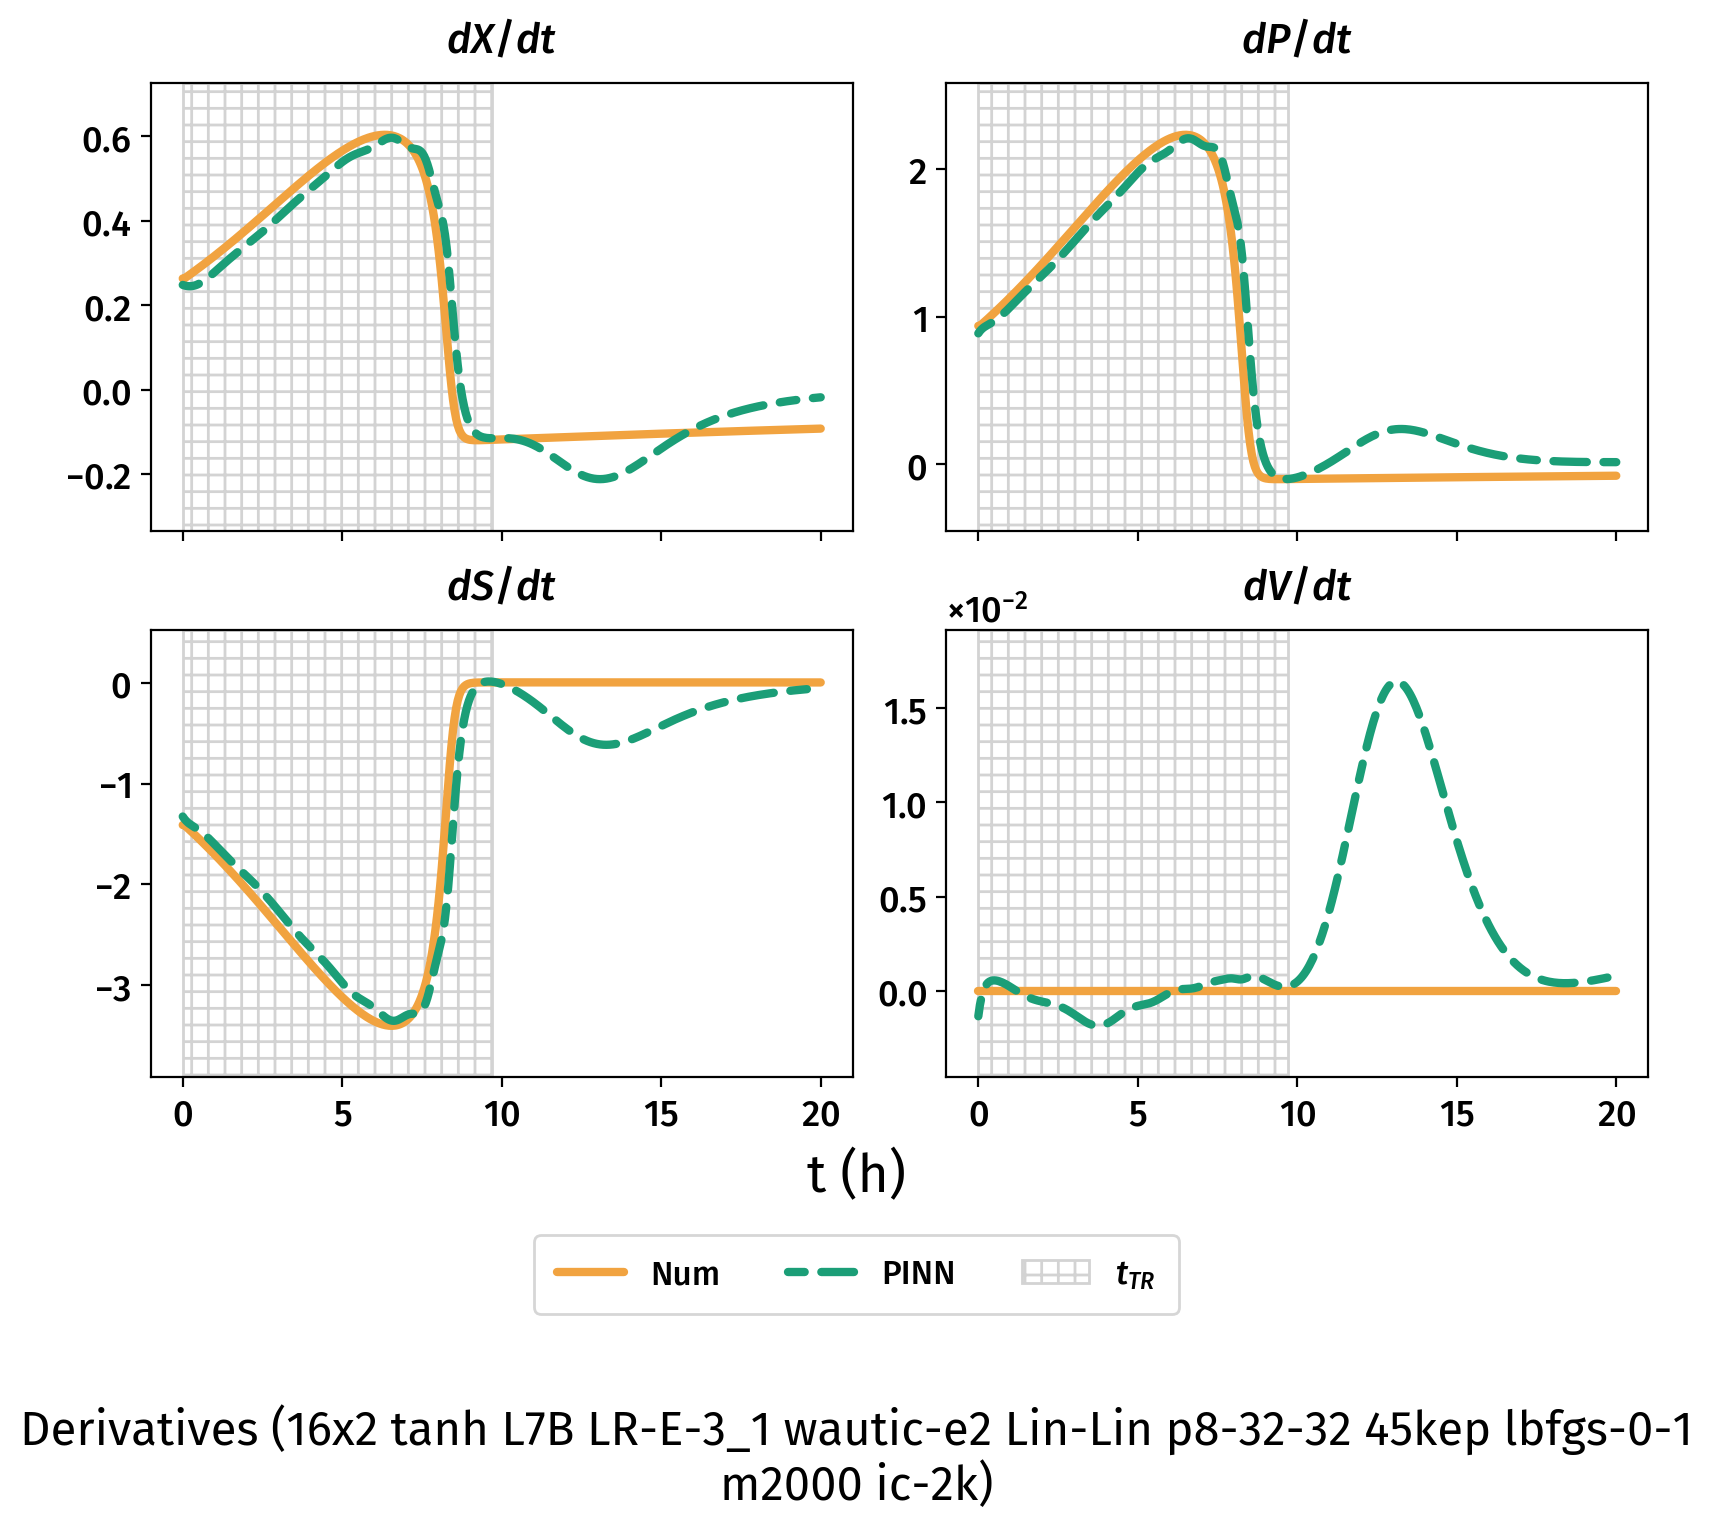 dX/dt
dP/dt
0.6
0.4
0.2
0.0
−0.2
2
1
0
dS/dt
dV/dt
×10⁻²
0
−1
−2
−3
1.5
1.0
0.5
0.0
0 5 10 15 20
0 5 10 15 20
t (h)
Num PINN t_TR
Derivatives (16x2 tanh L7B LR-E-3_1 wautic-e2 Lin-Lin p8-32-32 45kep lbfgs-0-1
m2000 ic-2k)